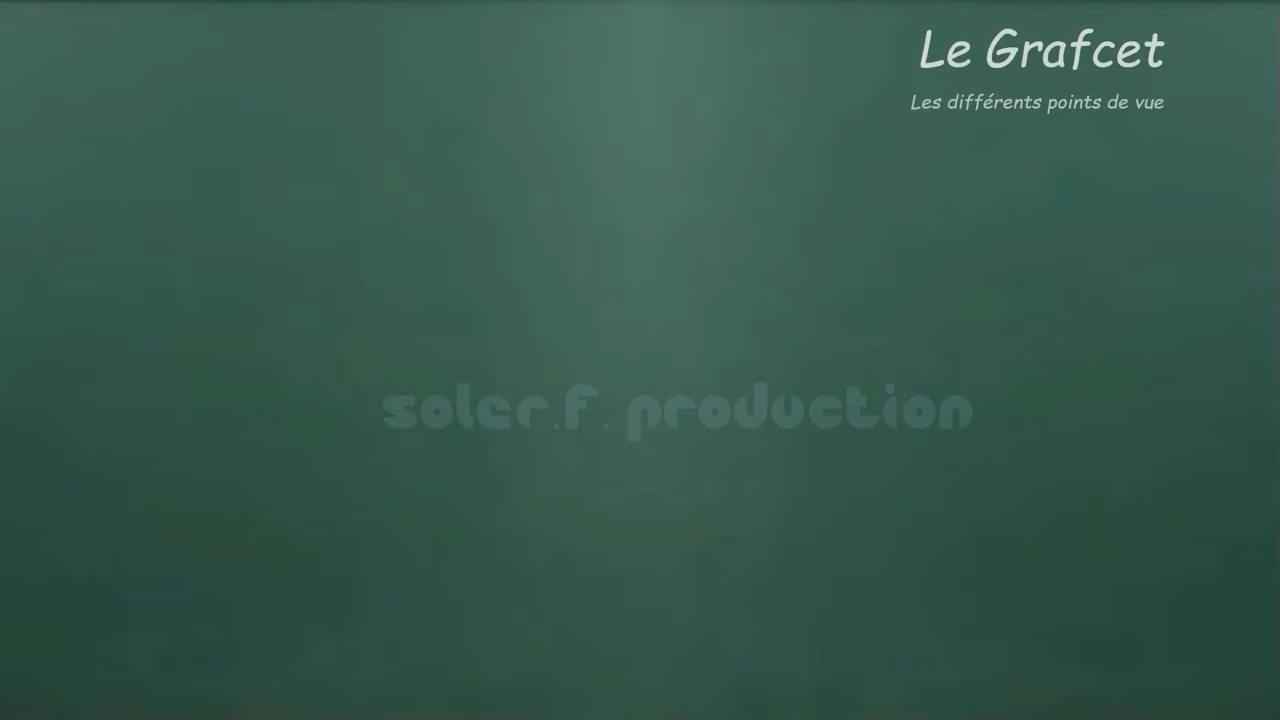 Le Grafcet
Les différents points de vue
soler.f. production